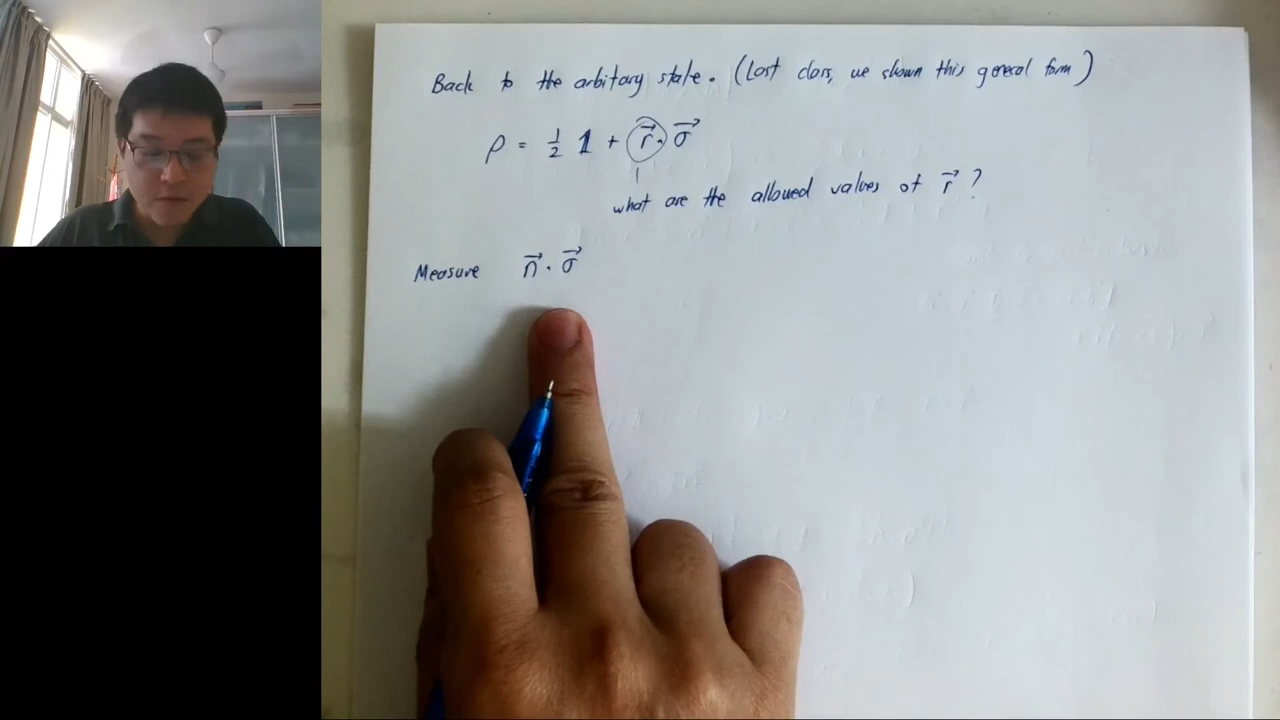 Back to the arbitary state. (Last class, we shown this general form)
ρ = 1/2 𝟙 + r⃗ · σ⃗
what are the allowed values of r⃗ ?
Measure n⃗ · σ⃗